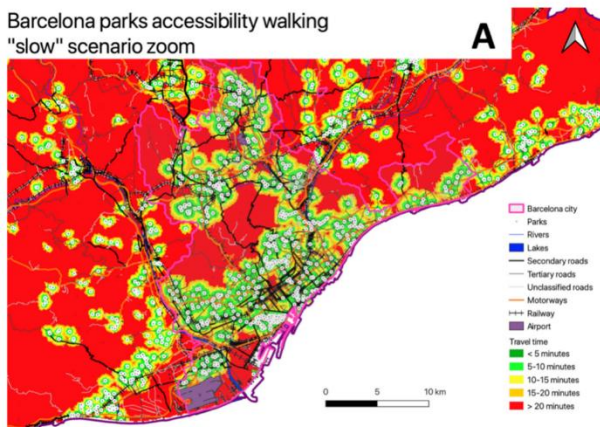 Barcelona parks accessibility walking
"slow" scenario zoom
A
Barcelona city
Parks
Rivers
Lakes
Secondary roads
Tertiary roads
Unclassified roads
Motorways
Railway
Airport
Travel time
< 5 minutes
5-10 minutes
10-15 minutes
15-20 minutes
> 20 minutes
0 5 10 km